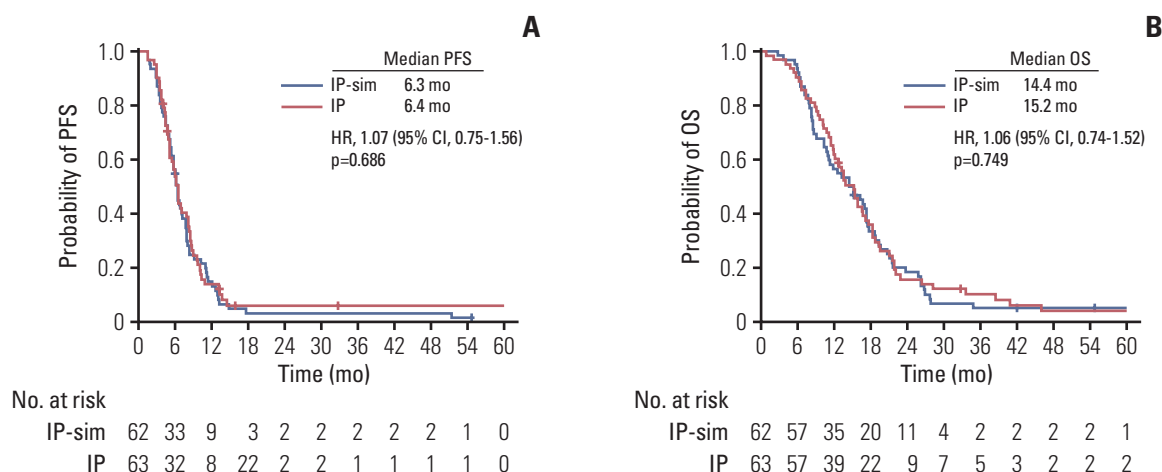 A
Probability of PFS
1.0
0.8
0.6
0.4
0.2
0
Median PFS
IP-sim 6.3 mo
IP 6.4 mo
HR, 1.07 (95% CI, 0.75-1.56)
p=0.686
0 6 12 18 24 30 36 42 48 54 60
Time (mo)
No. at risk
IP-sim 62 33 9 3 2 2 2 2 2 1 0
IP 63 32 8 22 2 2 1 1 1 1 0
B
Probability of OS
1.0
0.8
0.6
0.4
0.2
0
Median OS
IP-sim 14.4 mo
IP 15.2 mo
HR, 1.06 (95% CI, 0.74-1.52)
p=0.749
0 6 12 18 24 30 36 42 48 54 60
Time (mo)
No. at risk
IP-sim 62 57 35 20 11 4 2 2 2 2 1
IP 63 57 39 22 9 7 5 3 2 2 2